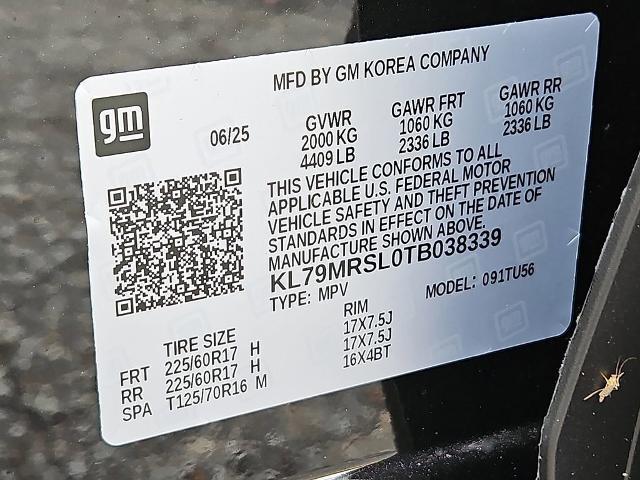 gm
MFD BY GM KOREA COMPANY
06/25
GVWR
2000 KG
4409 LB
GAWR FRT
1060 KG
2336 LB
GAWR RR
1060 KG
2336 LB
THIS VEHICLE CONFORMS TO ALL
APPLICABLE U.S. FEDERAL MOTOR
VEHICLE SAFETY AND THEFT PREVENTION
STANDARDS IN EFFECT ON THE DATE OF
MANUFACTURE SHOWN ABOVE.
KL79MRSL0TB038339
TYPE: MPV
MODEL: 091TU56
TIRE SIZE RIM
FRT 225/60R17 H 17X7.5J
RR 225/60R17 H 17X7.5J
SPA T125/70R16 M 16X4BT